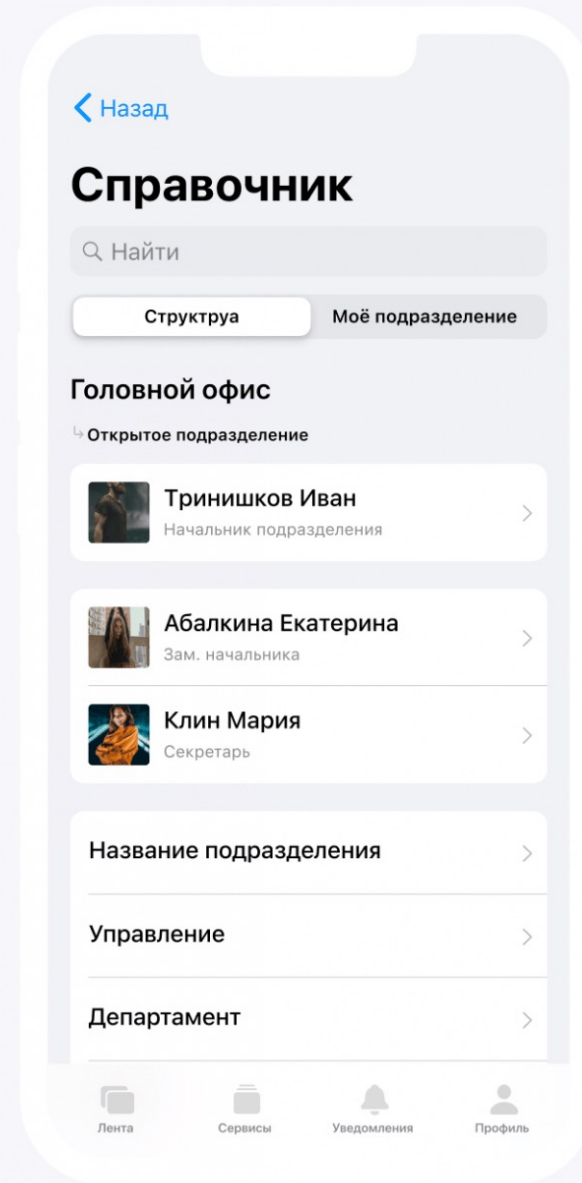 Назад
Справочник
Найти
Структруа Моё подразделение
Головной офис
Открытое подразделение
Тринишков Иван
Начальник подразделения
Абалкина Екатерина
Зам. начальника
Клин Мария
Секретарь
Название подразделения
Управление
Департамент
Лента Сервисы Уведомления Профиль